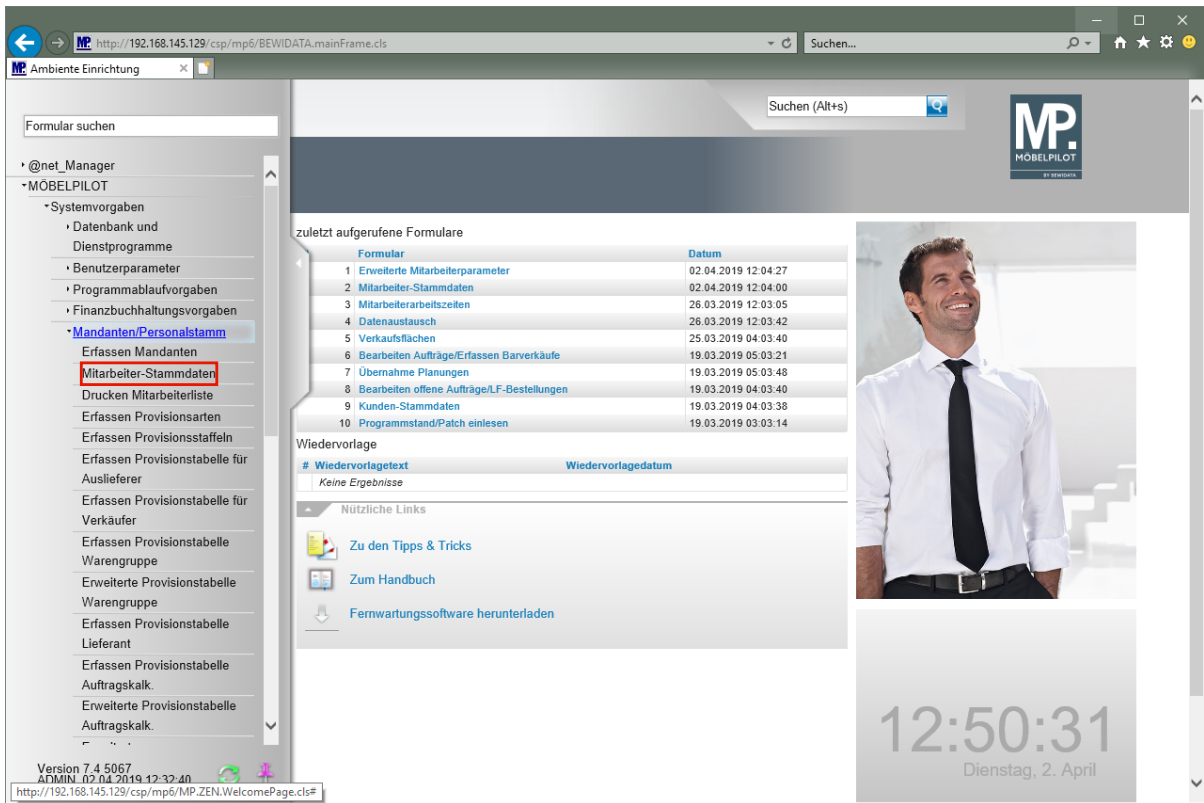 http://192.168.145.129/csp/mp6/BEWIDATA.mainFrame.cls
Suchen...
MP. Ambiente Einrichtung
Formular suchen
@net_Manager
MÖBELPILOT
Systemvorgaben
Datenbank und
Dienstprogramme
Benutzerparameter
Programmablaufvorgaben
Finanzbuchhaltungsvorgaben
Mandanten/Personalstamm
Erfassen Mandanten
Mitarbeiter-Stammdaten
Drucken Mitarbeiterliste
Erfassen Provisionsarten
Erfassen Provisionsstaffeln
Erfassen Provisionstabelle für
Auslieferer
Erfassen Provisionstabelle für
Verkäufer
Erfassen Provisionstabelle
Warengruppe
Erweiterte Provisionstabelle
Warengruppe
Erfassen Provisionstabelle
Lieferant
Erfassen Provisionstabelle
Auftragskalk.
Erweiterte Provisionstabelle
Auftragskalk.
Version 7.4 5067
ADMIN 02.04.2019 12:32:40
http://192.168.145.129/csp/mp6/MP.ZEN.WelcomePage.cls#
Suchen (Alt+s)
MP.
MÖBELPILOT
BY BEWIDATA
zuletzt aufgerufene Formulare
Formular Datum
1 Erweiterte Mitarbeiterparameter 02.04.2019 12:04:27
2 Mitarbeiter-Stammdaten 02.04.2019 12:04:00
3 Mitarbeiterarbeitszeiten 26.03.2019 12:03:05
4 Datenaustausch 26.03.2019 12:03:42
5 Verkaufsflächen 25.03.2019 04:03:40
6 Bearbeiten Aufträge/Erfassen Barverkäufe 19.03.2019 05:03:21
7 Übernahme Planungen 19.03.2019 05:03:48
8 Bearbeiten offene Aufträge/LF-Bestellungen 19.03.2019 04:03:40
9 Kunden-Stammdaten 19.03.2019 04:03:38
10 Programmstand/Patch einlesen 19.03.2019 03:03:14
Wiedervorlage
# Wiedervorlagetext Wiedervorlagedatum
Keine Ergebnisse
Nützliche Links
Zu den Tipps & Tricks
Zum Handbuch
Fernwartungssoftware herunterladen
12:50:31
Dienstag, 2. April